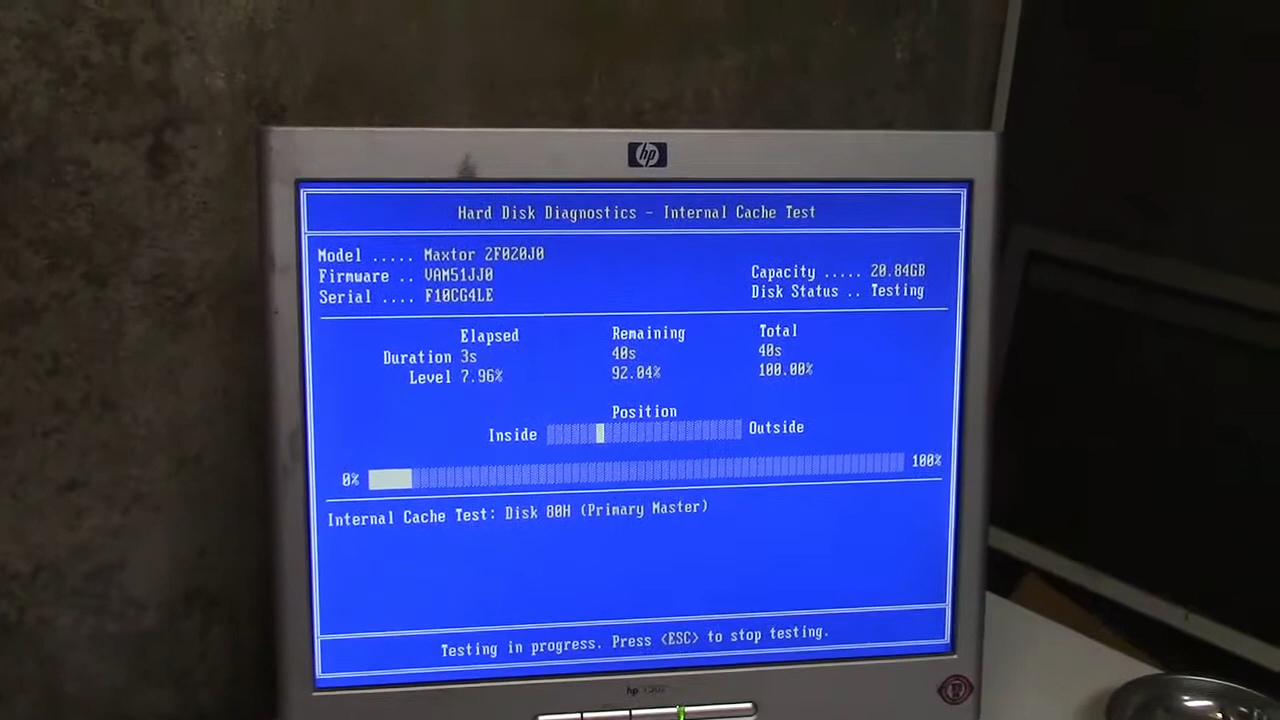 hp
Hard Disk Diagnostics - Internal Cache Test
Model ..... Maxtor 2F020J0
Firmware .. VAM51JJ0
Serial .... F10CG4LE
Capacity ..... 20.84GB
Disk Status .. Testing
Elapsed Remaining Total
Duration 3s 40s 40s
Level 7.96% 92.04% 100.00%
Position
Inside Outside
0% 100%
Internal Cache Test: Disk 80H (Primary Master)
Testing in progress. Press <ESC> to stop testing.
hp